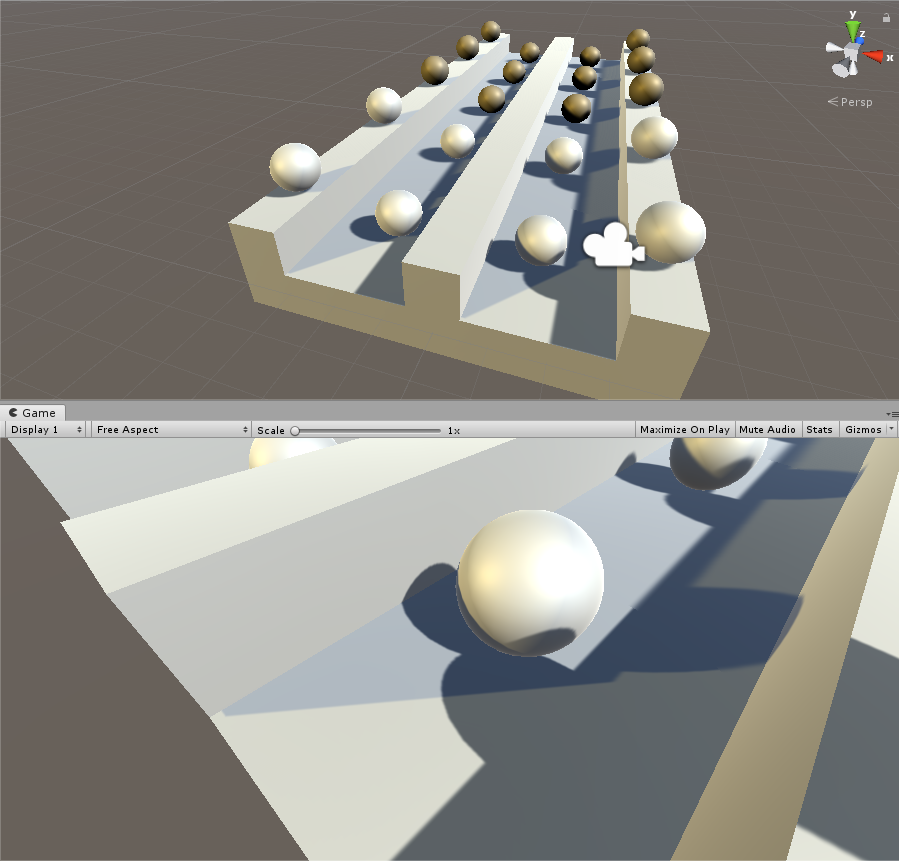 y
z
x
Persp
Game
Display 1 Free Aspect Scale 1x Maximize On Play Mute Audio Stats Gizmos